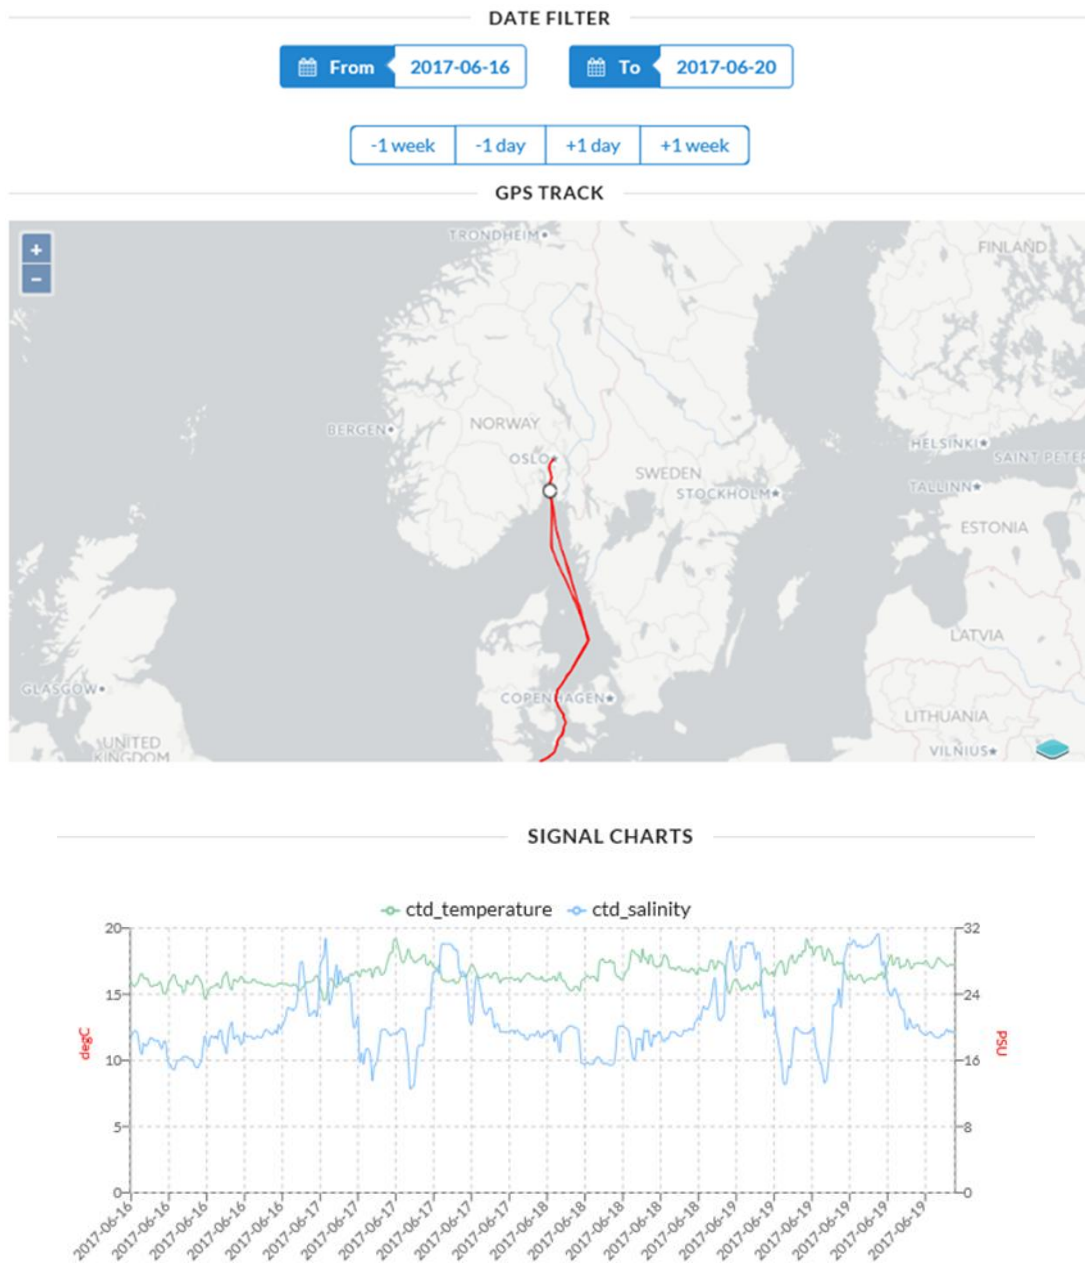 DATE FILTER
From 2017-06-16 To 2017-06-20
-1 week -1 day +1 day +1 week
GPS TRACK
+
−
TRONDHEIM
FINLAND
BERGEN
NORWAY
OSLO
SWEDEN
STOCKHOLM
HELSINKI
SAINT PETER
TALLINN
ESTONIA
LATVIA
GLASGOW
COPENHAGEN
LITHUANIA
UNITED
KINGDOM
VILNIUS
SIGNAL CHARTS
ctd_temperature ctd_salinity
20 32
15 24
degC
PSU
10 16
5 8
0 0
2017-06-16 2017-06-16 2017-06-16 2017-06-16 2017-06-16 2017-06-17 2017-06-17 2017-06-17 2017-06-17 2017-06-17 2017-06-17 2017-06-18 2017-06-18 2017-06-18 2017-06-18 2017-06-18 2017-06-19 2017-06-19 2017-06-19 2017-06-19 2017-06-19 2017-06-19